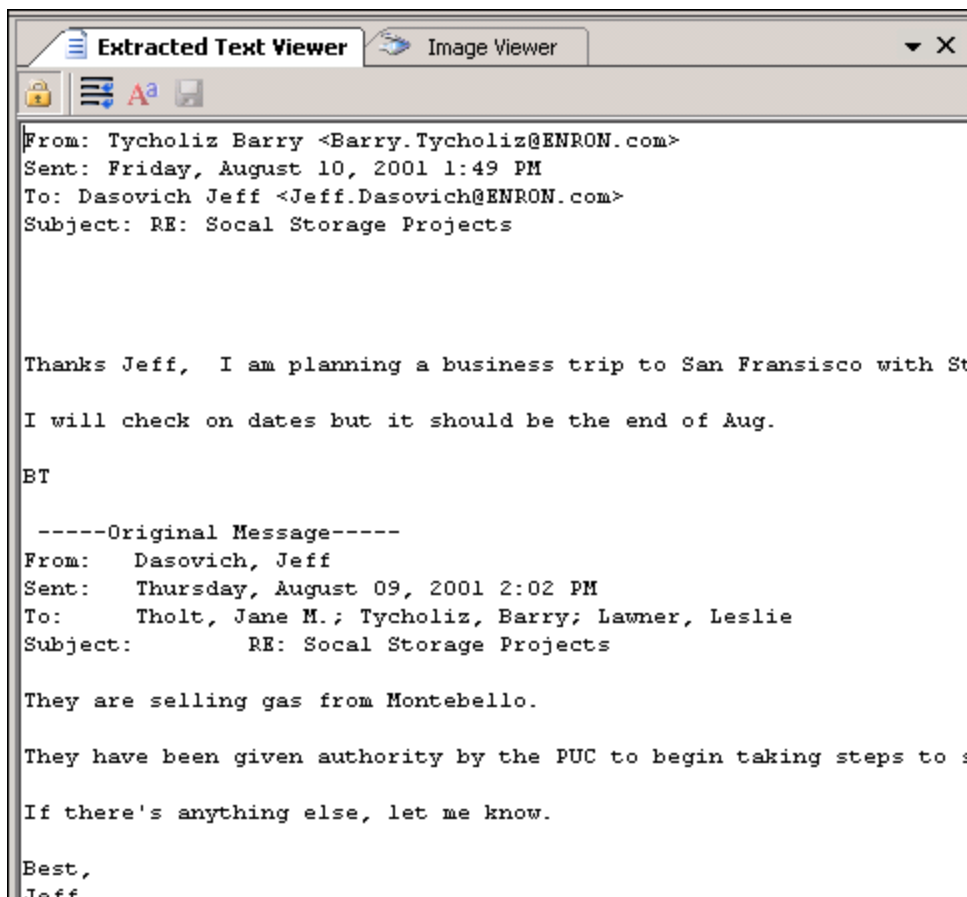 Extracted Text Viewer Image Viewer
From: Tycholiz Barry <Barry.Tycholiz@ENRON.com>
Sent: Friday, August 10, 2001 1:49 PM
To: Dasovich Jeff <Jeff.Dasovich@ENRON.com>
Subject: RE: Socal Storage Projects
Thanks Jeff,  I am planning a business trip to San Fransisco with St
I will check on dates but it should be the end of Aug.
BT
-----Original Message-----
From:   Dasovich, Jeff
Sent:   Thursday, August 09, 2001 2:02 PM
To:     Tholt, Jane M.; Tycholiz, Barry; Lawner, Leslie
Subject:        RE: Socal Storage Projects
They are selling gas from Montebello.
They have been given authority by the PUC to begin taking steps to s
If there's anything else, let me know.
Best,
Jeff